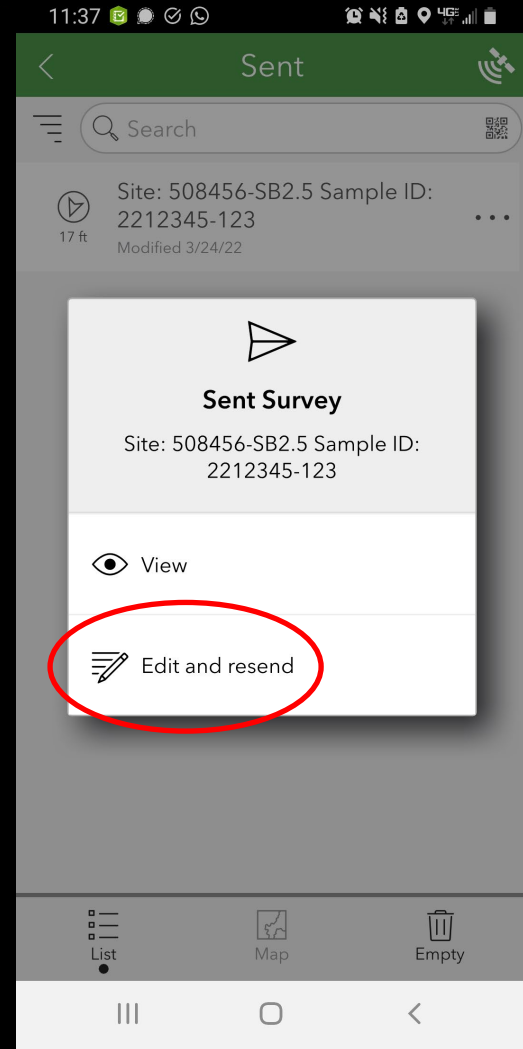 11:37
4GE
Sent
Search
Site: 508456-SB2.5 Sample ID:
2212345-123
17 ft
Modified 3/24/22
Sent Survey
Site: 508456-SB2.5 Sample ID:
2212345-123
View
Edit and resend
List
Map
Empty